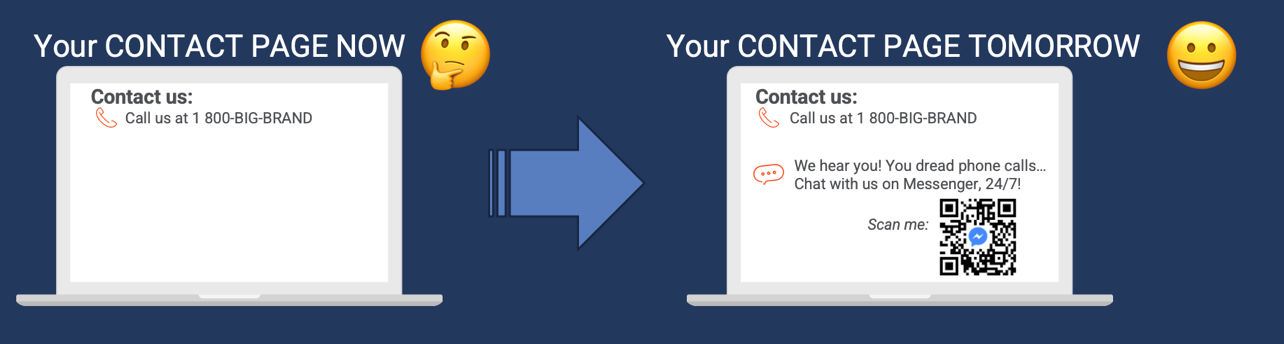 Your CONTACT PAGE NOW
Contact us:
Call us at 1 800-BIG-BRAND
Your CONTACT PAGE TOMORROW
Contact us:
Call us at 1 800-BIG-BRAND
We hear you! You dread phone calls...
Chat with us on Messenger, 24/7!
Scan me: